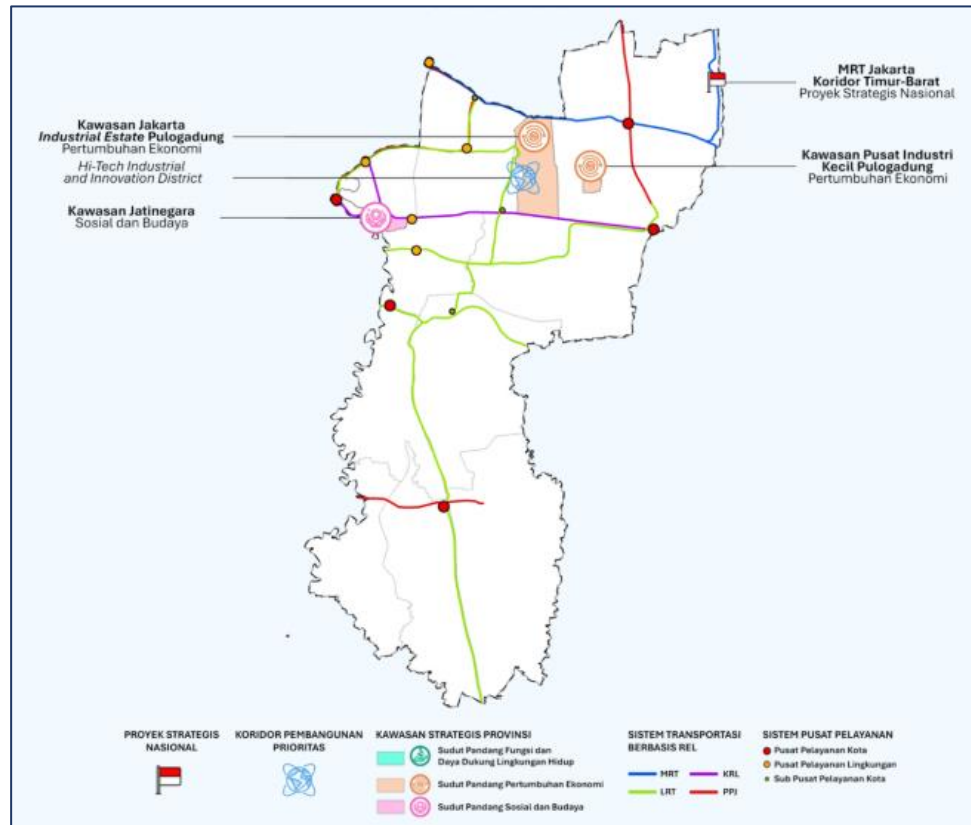 MRT Jakarta
Koridor Timur-Barat
Proyek Strategis Nasional
Kawasan Jakarta
Industrial Estate Pulogadung
Pertumbuhan Ekonomi
Hi-Tech Industrial
and Innovation District
Kawasan Pusat Industri
Kecil Pulogadung
Pertumbuhan Ekonomi
Kawasan Jatinegara
Sosial dan Budaya
PROYEK STRATEGIS
NASIONAL
KORIDOR PEMBANGUNAN
PRIORITAS
KAWASAN STRATEGIS PROVINSI
Sudut Pandang Fungsi dan
Daya Dukung Lingkungan Hidup
Sudut Pandang Pertumbuhan Ekonomi
Sudut Pandang Sosial dan Budaya
SISTEM TRANSPORTASI
BERBASIS REL
MRT
KRL
LRT
PPJ
SISTEM PUSAT PELAYANAN
Pusat Pelayanan Kota
Pusat Pelayanan Lingkungan
Sub Pusat Pelayanan Kota